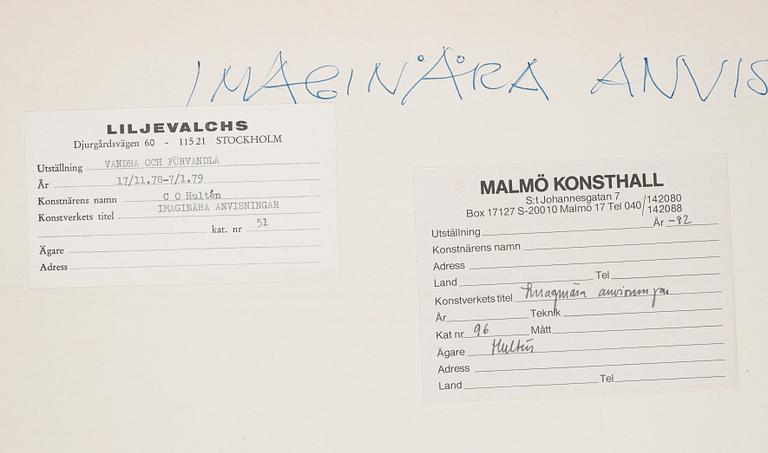 IMAGINÄRA ANVIS
LILJEVALCHS
Djurgårdsvägen 60 - 115 21 STOCKHOLM
Utställning VANDRA OCH FÖRVANDLA
År 17/11.78-7/1.79
Konstnärens namn C O Hultén
Konstverkets titel IMAGINÄRA ANVISNINGAR
kat. nr 51
Ägare
Adress
MALMÖ KONSTHALL
S:t Johannesgatan 7
Box 17127 S-200 10 Malmö 17 Tel 040/142080
142088
Utställning År -82
Konstnärens namn
Adress
Land Tel
Konstverkets titel Imaginära anvisningar
År Teknik
Kat nr 96 Mått
Ägare Hultén
Adress
Land Tel